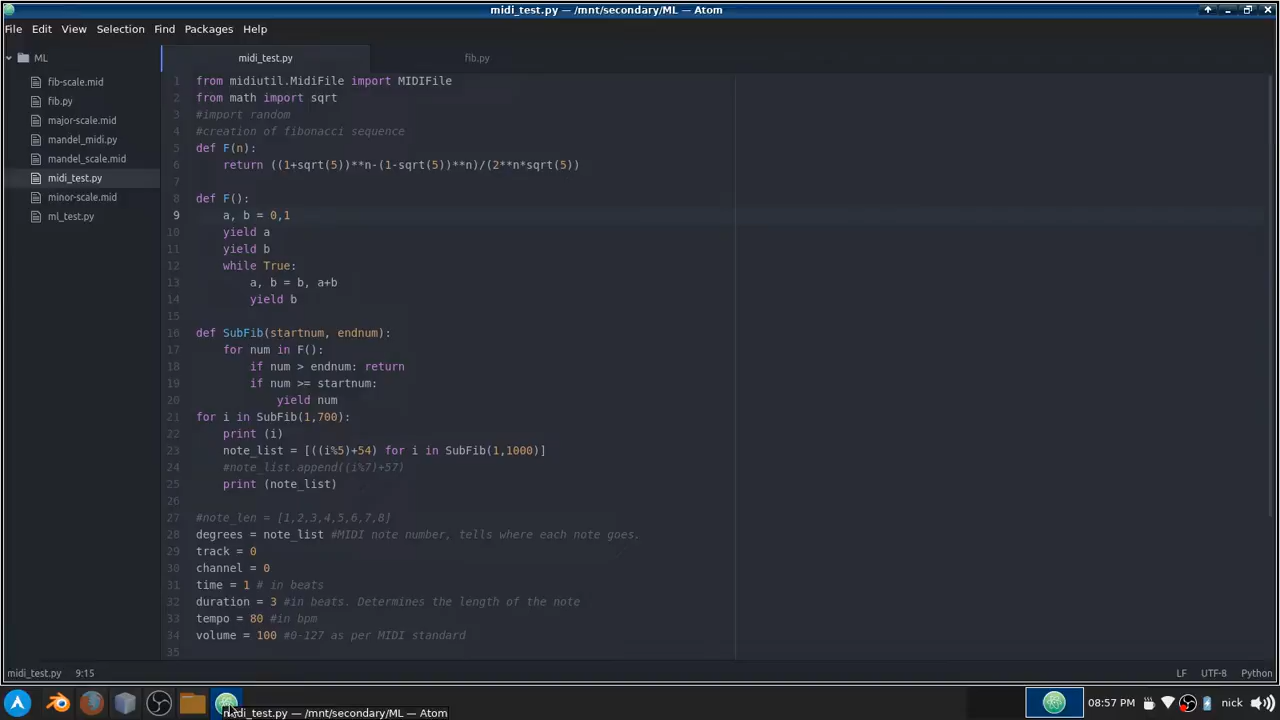 midi_test.py — /mnt/secondary/ML — Atom
File Edit View Selection Find Packages Help
ML
fib-scale.mid
fib.py
major-scale.mid
mandel_midi.py
mandel_scale.mid
midi_test.py
minor-scale.mid
ml_test.py
midi_test.py fib.py
1 from midiutil.MidiFile import MIDIFile
2 from math import sqrt
3 #import random
4 #creation of fibonacci sequence
5 def F(n):
6 return ((1+sqrt(5))**n-(1-sqrt(5))**n)/(2**n*sqrt(5))
7
8 def F():
9 a, b = 0,1
10 yield a
11 yield b
12 while True:
13 a, b = b, a+b
14 yield b
15
16 def SubFib(startnum, endnum):
17 for num in F():
18 if num > endnum: return
19 if num >= startnum:
20 yield num
21 for i in SubFib(1,700):
22 print (i)
23 note_list = [((i%5)+54) for i in SubFib(1,1000)]
24 #note_list.append((i%7)+57)
25 print (note_list)
26
27 #note_len = [1,2,3,4,5,6,7,8]
28 degrees = note_list #MIDI note number, tells where each note goes.
29 track = 0
30 channel = 0
31 time = 1 # in beats
32 duration = 3 #in beats. Determines the length of the note
33 tempo = 80 #in bpm
34 volume = 100 #0-127 as per MIDI standard
35
midi_test.py 9:15 LF UTF-8 Python
08:57 PM nick
midi_test.py — /mnt/secondary/ML — Atom